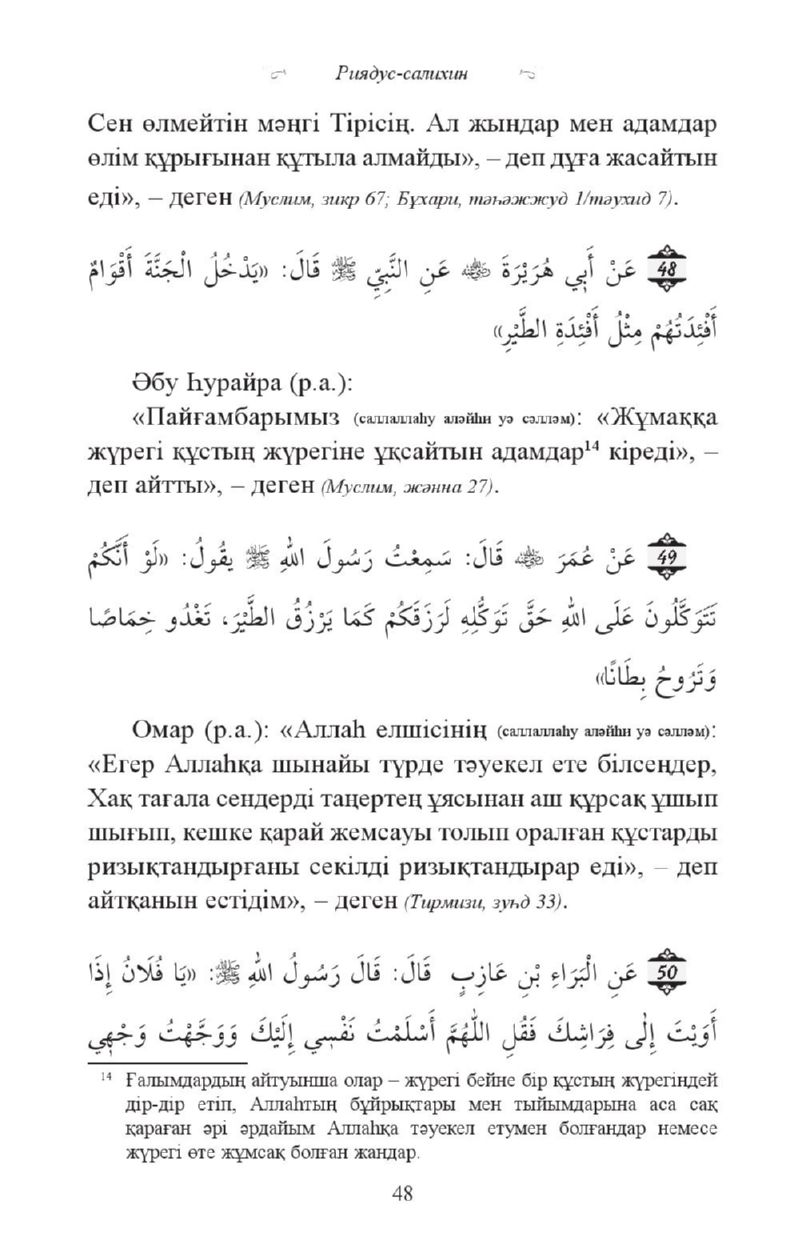 Риядус-салихин
Сен өлмейтін мәңгі Тірісің. Ал жындар мен адамдар
өлім құрығынан құтыла алмайды», – деп дұға жасайтын
еді», – деген (Муслим, зикр 67; Бұхари, тәһәжжуд 1/тәухид 7).
48 عَنْ أَبِي هُرَيْرَةَ ﷺ عَنِ النَّبِيِّ ﷺ قَالَ: «يَدْخُلُ الْجَنَّةَ أَقْوَامٌ
أَفْئِدَتُهُمْ مِثْلُ أَفْئِدَةِ الطَّيْرِ»
Әбу Һурайра (р.а.):
«Пайғамбарымыз (саллаллаһу аләйһи уә сәлләм): «Жұмаққа
жүрегі құстың жүрегіне ұқсайтын адамдар¹⁴ кіреді», –
деп айтты», – деген (Муслим, жәнна 27).
49 عَنْ عُمَرَ رضي الله عنه قَالَ: سَمِعْتُ رَسُولَ اللهِ ﷺ يَقُولُ: «لَوْ أَنَّكُمْ
تَتَوَكَّلُونَ عَلَى اللهِ حَقَّ تَوَكُّلِهِ لَرَزَقَكُمْ كَمَا يَرْزُقُ الطَّيْرَ، تَغْدُو خِمَاصًا
وَتَرُوحُ بِطَانًا»
Омар (р.а.): «Аллаһ елшісінің (саллаллаһу аләйһи уә сәлләм):
«Егер Аллаһқа шынайы түрде тәуекел ете білсеңдер,
Хақ тағала сендерді таңертең ұясынан аш құрсақ ұшып
шығып, кешке қарай жемсауы толып оралған құстарды
ризықтандырғаны секілді ризықтандырар еді», – деп
айтқанын естідім», – деген (Тирмизи, зуһд 33).
50 عَنِ الْبَرَاءِ بْنِ عَازِبٍ قَالَ: قَالَ رَسُولُ اللهِ ﷺ: «يَا فُلَانُ إِذَا
أَوَيْتَ إِلَى فِرَاشِكَ فَقُلِ اللَّهُمَّ أَسْلَمْتُ نَفْسِي إِلَيْكَ وَوَجَّهْتُ وَجْهِي
¹⁴ Ғалымдардың айтуынша олар – жүрегі бейне бір құстың жүрегіндей
дір-дір етіп, Аллаһтың бұйрықтары мен тыйымдарына аса сақ
қараған әрі әрдайым Аллаһқа тәуекел етумен болғандар немесе
жүрегі өте жұмсақ болған жандар.
48